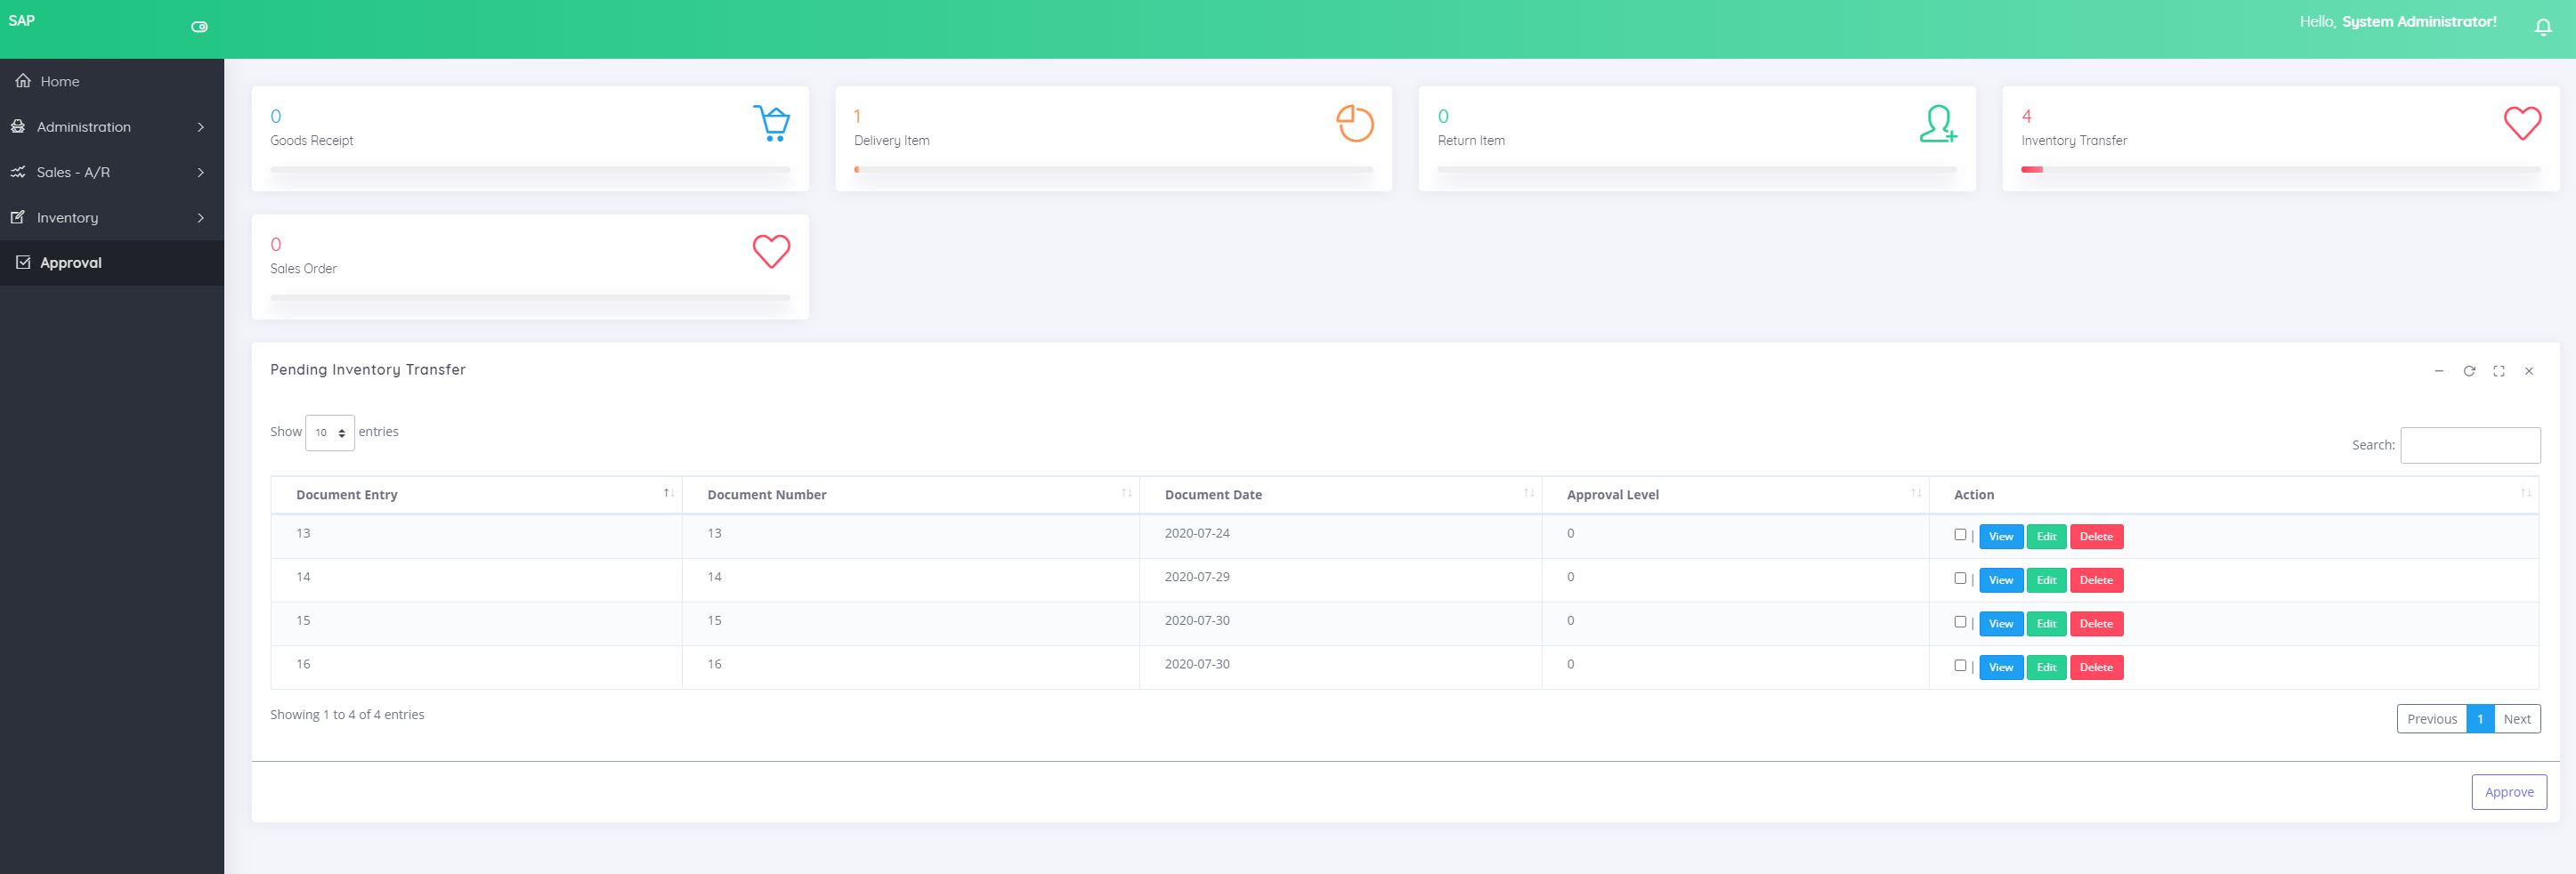 SAP
Hello, System Administrator!
Home
Administration
Sales - A/R
Inventory
Approval
0
Goods Receipt
1
Delivery Item
0
Return Item
4
Inventory Transfer
0
Sales Order
Pending Inventory Transfer
Show 10 entries
Search:
Document Entry Document Number Document Date Approval Level Action
13 13 2020-07-24 0 | View Edit Delete
14 14 2020-07-29 0 | View Edit Delete
15 15 2020-07-30 0 | View Edit Delete
16 16 2020-07-30 0 | View Edit Delete
Showing 1 to 4 of 4 entries
Previous 1 Next
Approve